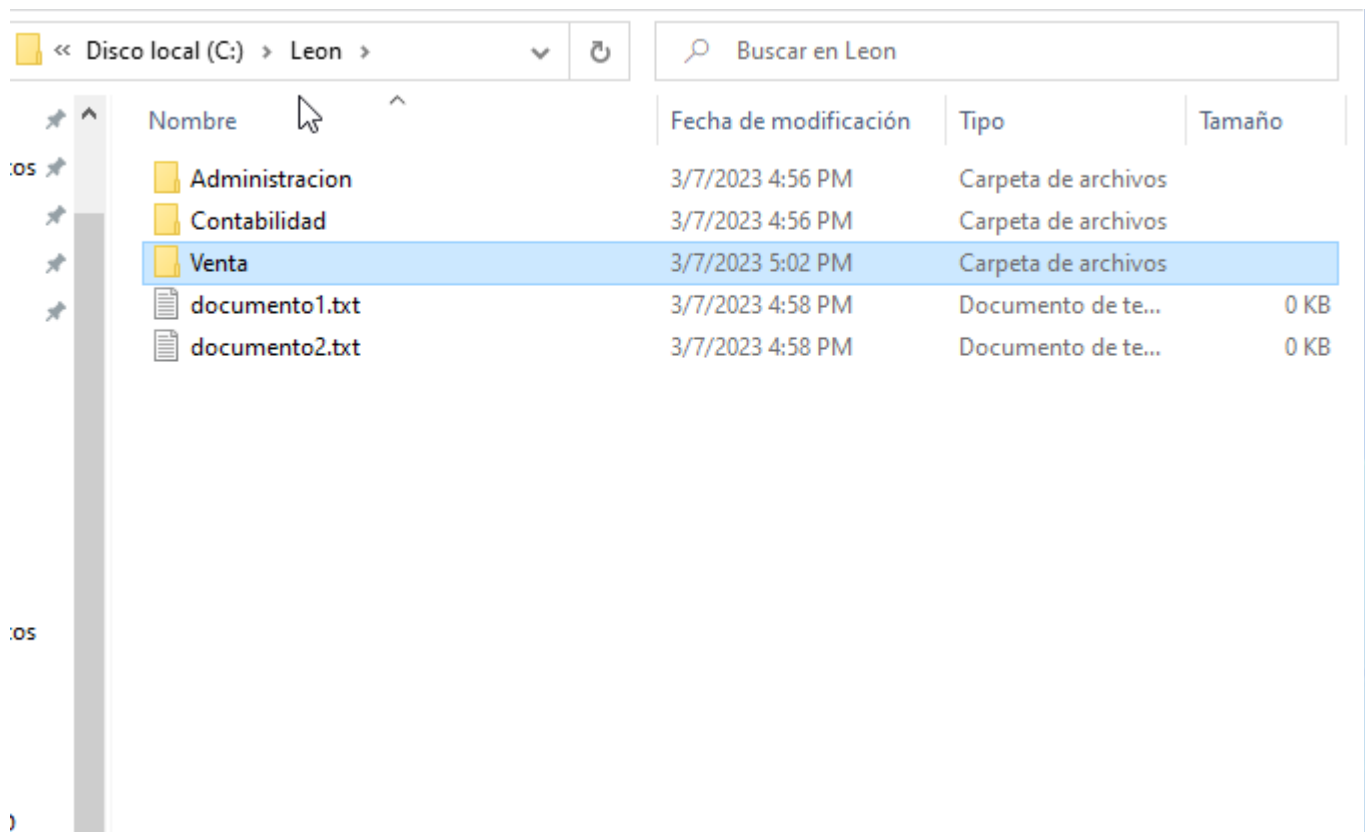 « Disco local (C:) > Leon > Buscar en Leon
Nombre Fecha de modificación Tipo Tamaño
Administracion 3/7/2023 4:56 PM Carpeta de archivos
Contabilidad 3/7/2023 4:56 PM Carpeta de archivos
Venta 3/7/2023 5:02 PM Carpeta de archivos
documento1.txt 3/7/2023 4:58 PM Documento de te... 0 KB
documento2.txt 3/7/2023 4:58 PM Documento de te... 0 KB